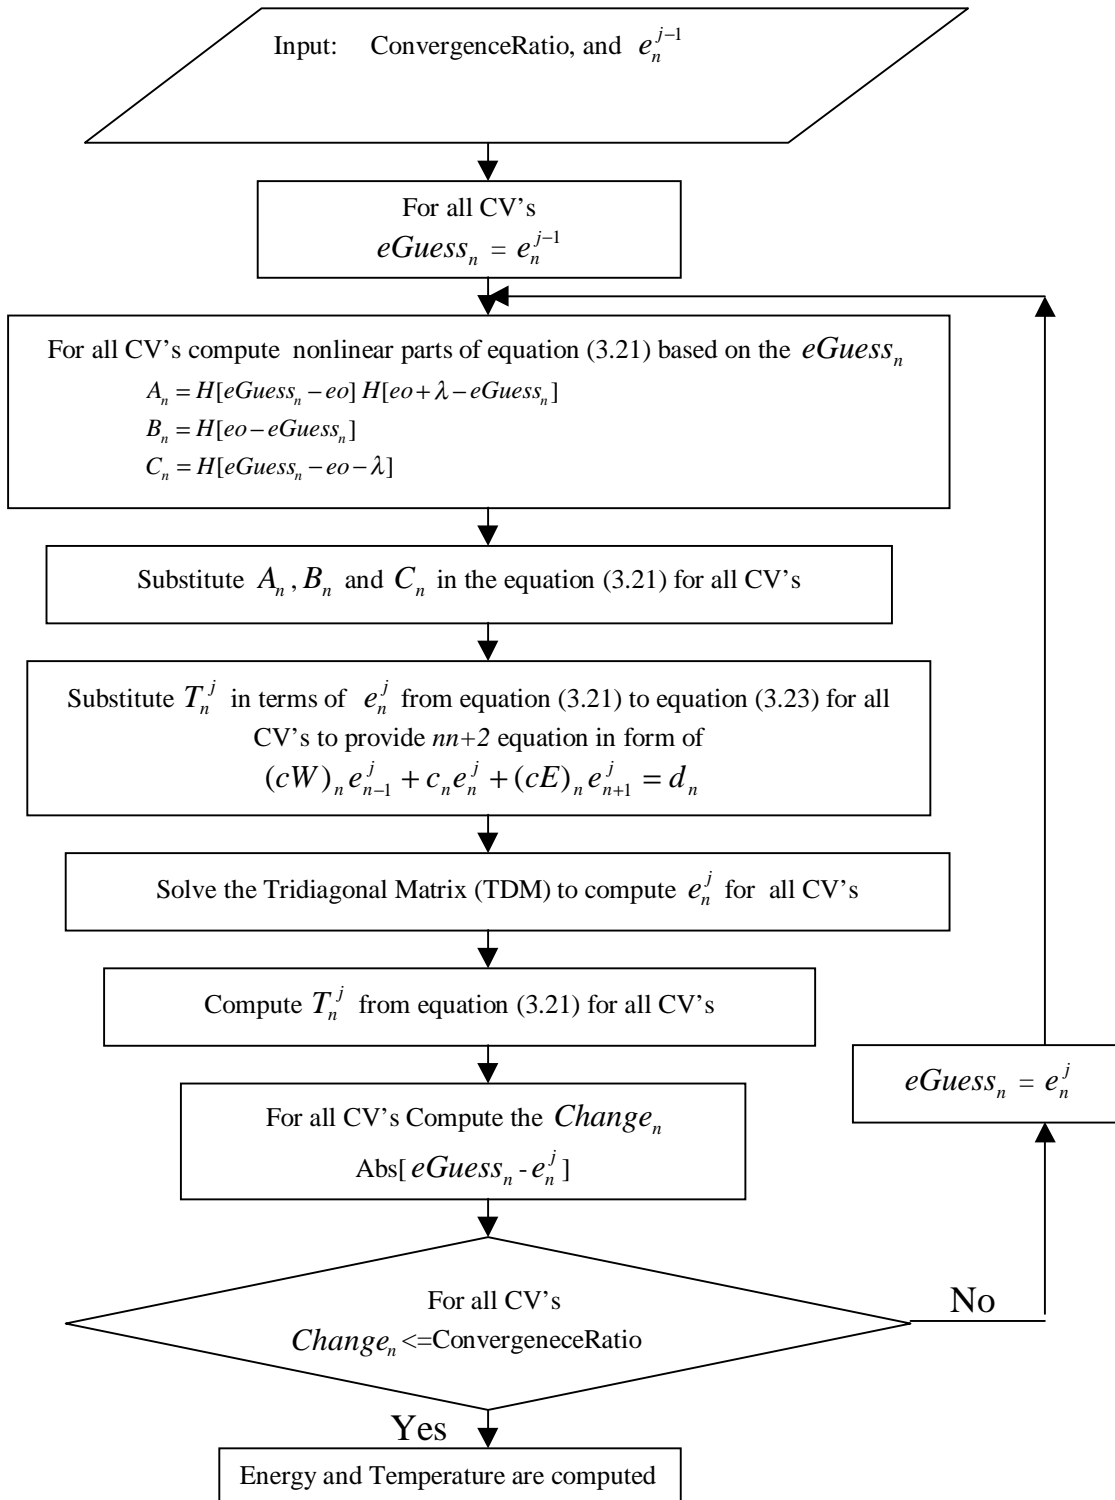 Input: ConvergenceRatio, and e_n^{j-1}
For all CV's
eGuess_n = e_n^{j-1}
For all CV's compute nonlinear parts of equation (3.21) based on the eGuess_n
A_n = H[eGuess_n − eo] H[eo + λ − eGuess_n]
B_n = H[eo − eGuess_n]
C_n = H[eGuess_n − eo − λ]
Substitute A_n, B_n and C_n in the equation (3.21) for all CV's
Substitute T_n^j in terms of e_n^j from equation (3.21) to equation (3.23) for all
CV's to provide nn+2 equation in form of
(cW)_n e_{n-1}^j + c_n e_n^j + (cE)_n e_{n+1}^j = d_n
Solve the Tridiagonal Matrix (TDM) to compute e_n^j for all CV's
Compute T_n^j from equation (3.21) for all CV's
eGuess_n = e_n^j
For all CV's Compute the Change_n
Abs[eGuess_n - e_n^j]
For all CV's
Change_n <=ConvergeneceRatio
No
Yes
Energy and Temperature are computed